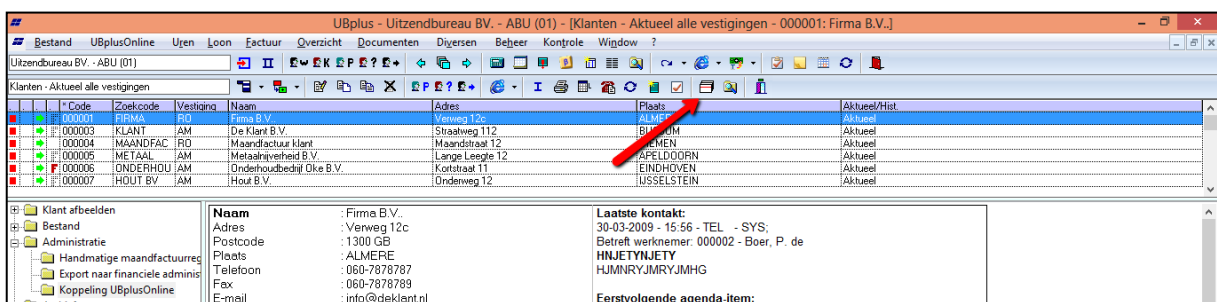 UBplus - Uitzendbureau BV. - ABU (01) - [Klanten - Aktueel alle vestigingen - 000001: Firma B.V..]
Bestand UBplusOnline Uren Loon Factuur Overzicht Documenten Diversen Beheer Kontrole Window ?
Uitzendbureau BV. - ABU (01)
Klanten - Aktueel alle vestigingen
* Code Zoekcode Vestiging Naam Adres Plaats Aktueel/Hist.
000001 FIRMA RO Firma B.V.. Verweg 12c Aktueel
000003 KLANT AM De Klant B.V. Straatweg 112 Aktueel
000004 MAANDFAC RO Maandfactuur klant Maandstraat 12 Aktueel
000005 METAAL AM Metaalnijverheid B.V. Lange Leegte 12 APELDOORN Aktueel
F 000006 ONDERHOU AM Onderhoudbedrijf Oke B.V. Kortstraat 11 EINDHOVEN Aktueel
000007 HOUT BV AM Hout B.V. Onderweg 12 IJSSELSTEIN Aktueel
Klant afbeelden
Bestand
Administratie
Handmatige maandfactuurreg
Export naar financiele adminis
Koppeling UBplusOnline
Naam : Firma B.V..
Adres : Verweg 12c
Postcode : 1300 GB
Plaats : ALMERE
Telefoon : 060-7878787
Fax : 060-7878789
E-mail : info@deklant.nl
Laatste kontakt:
30-03-2009 - 15:56 - TEL - SYS;
Betreft werknemer: 000002 - Boer, P. de
HNJETYNJETY
HJMNRYJMRYJMHG
Eerstvolgende agenda-item: